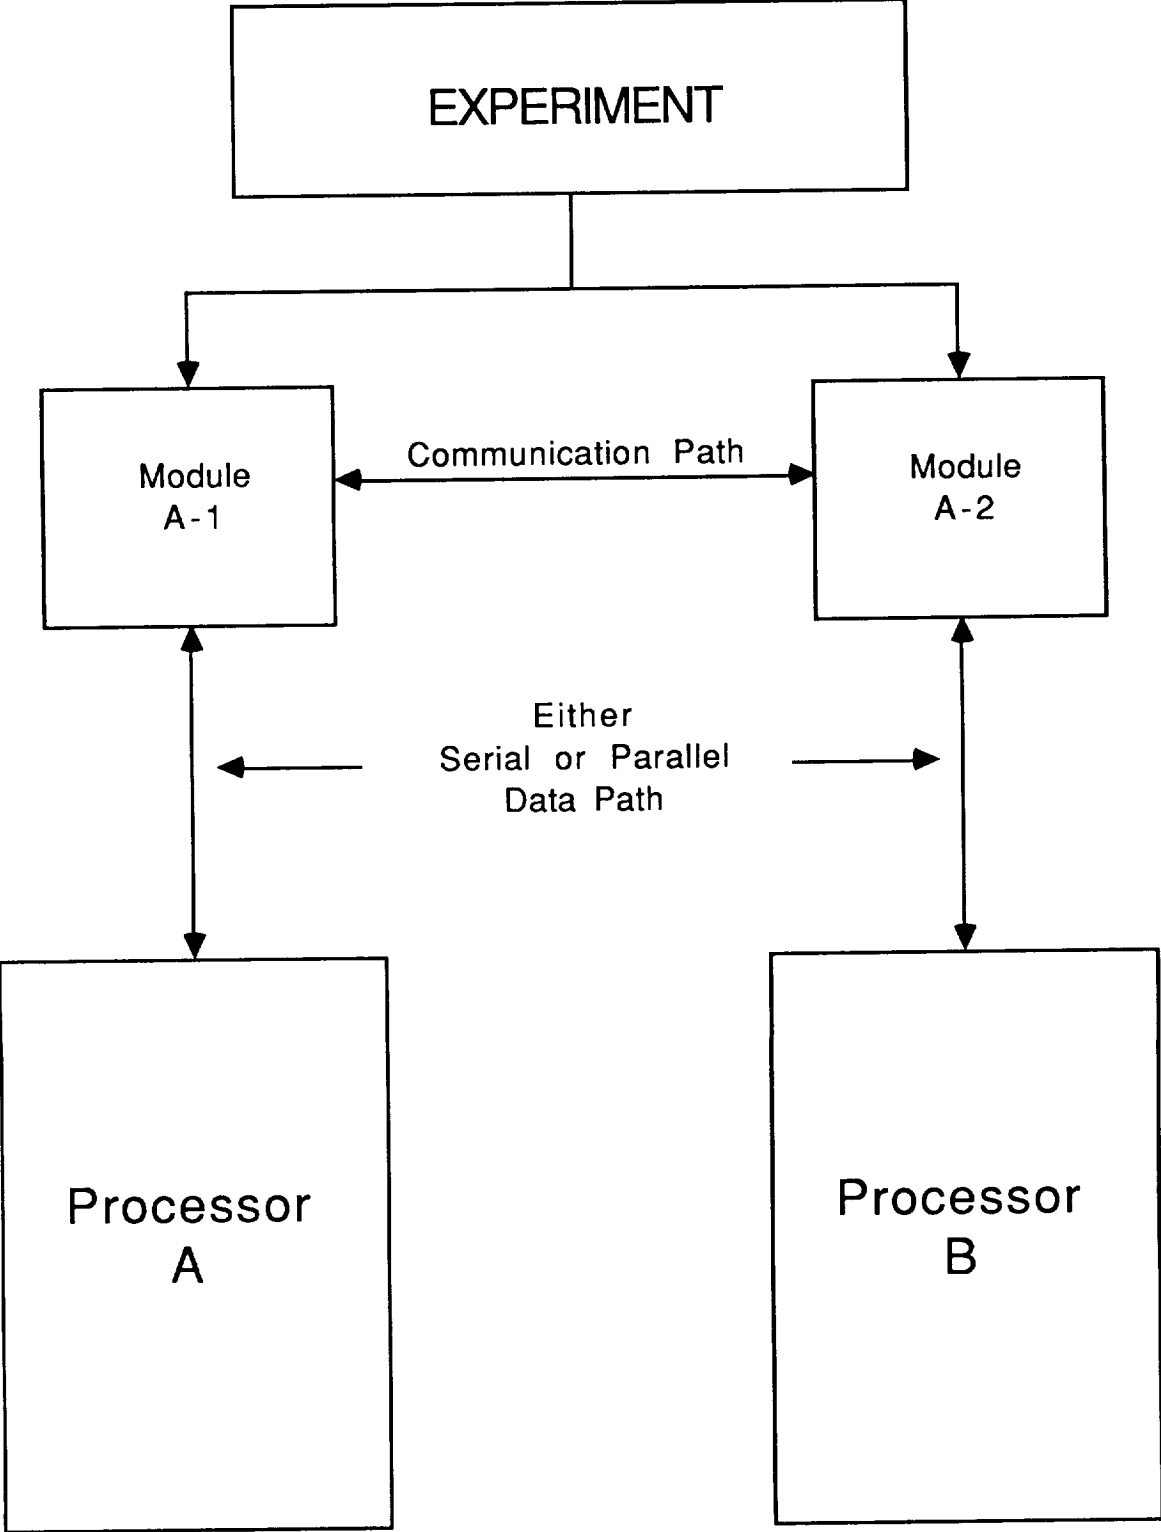 EXPERIMENT
Communication Path
Module
A-1
Module
A-2
Either
Serial or Parallel
Data Path
Processor
A
Processor
B